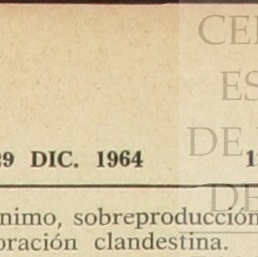 CE
ES
DE
29 DIC. 1964
DE
nimo, sobreproducción
oración clandestina.